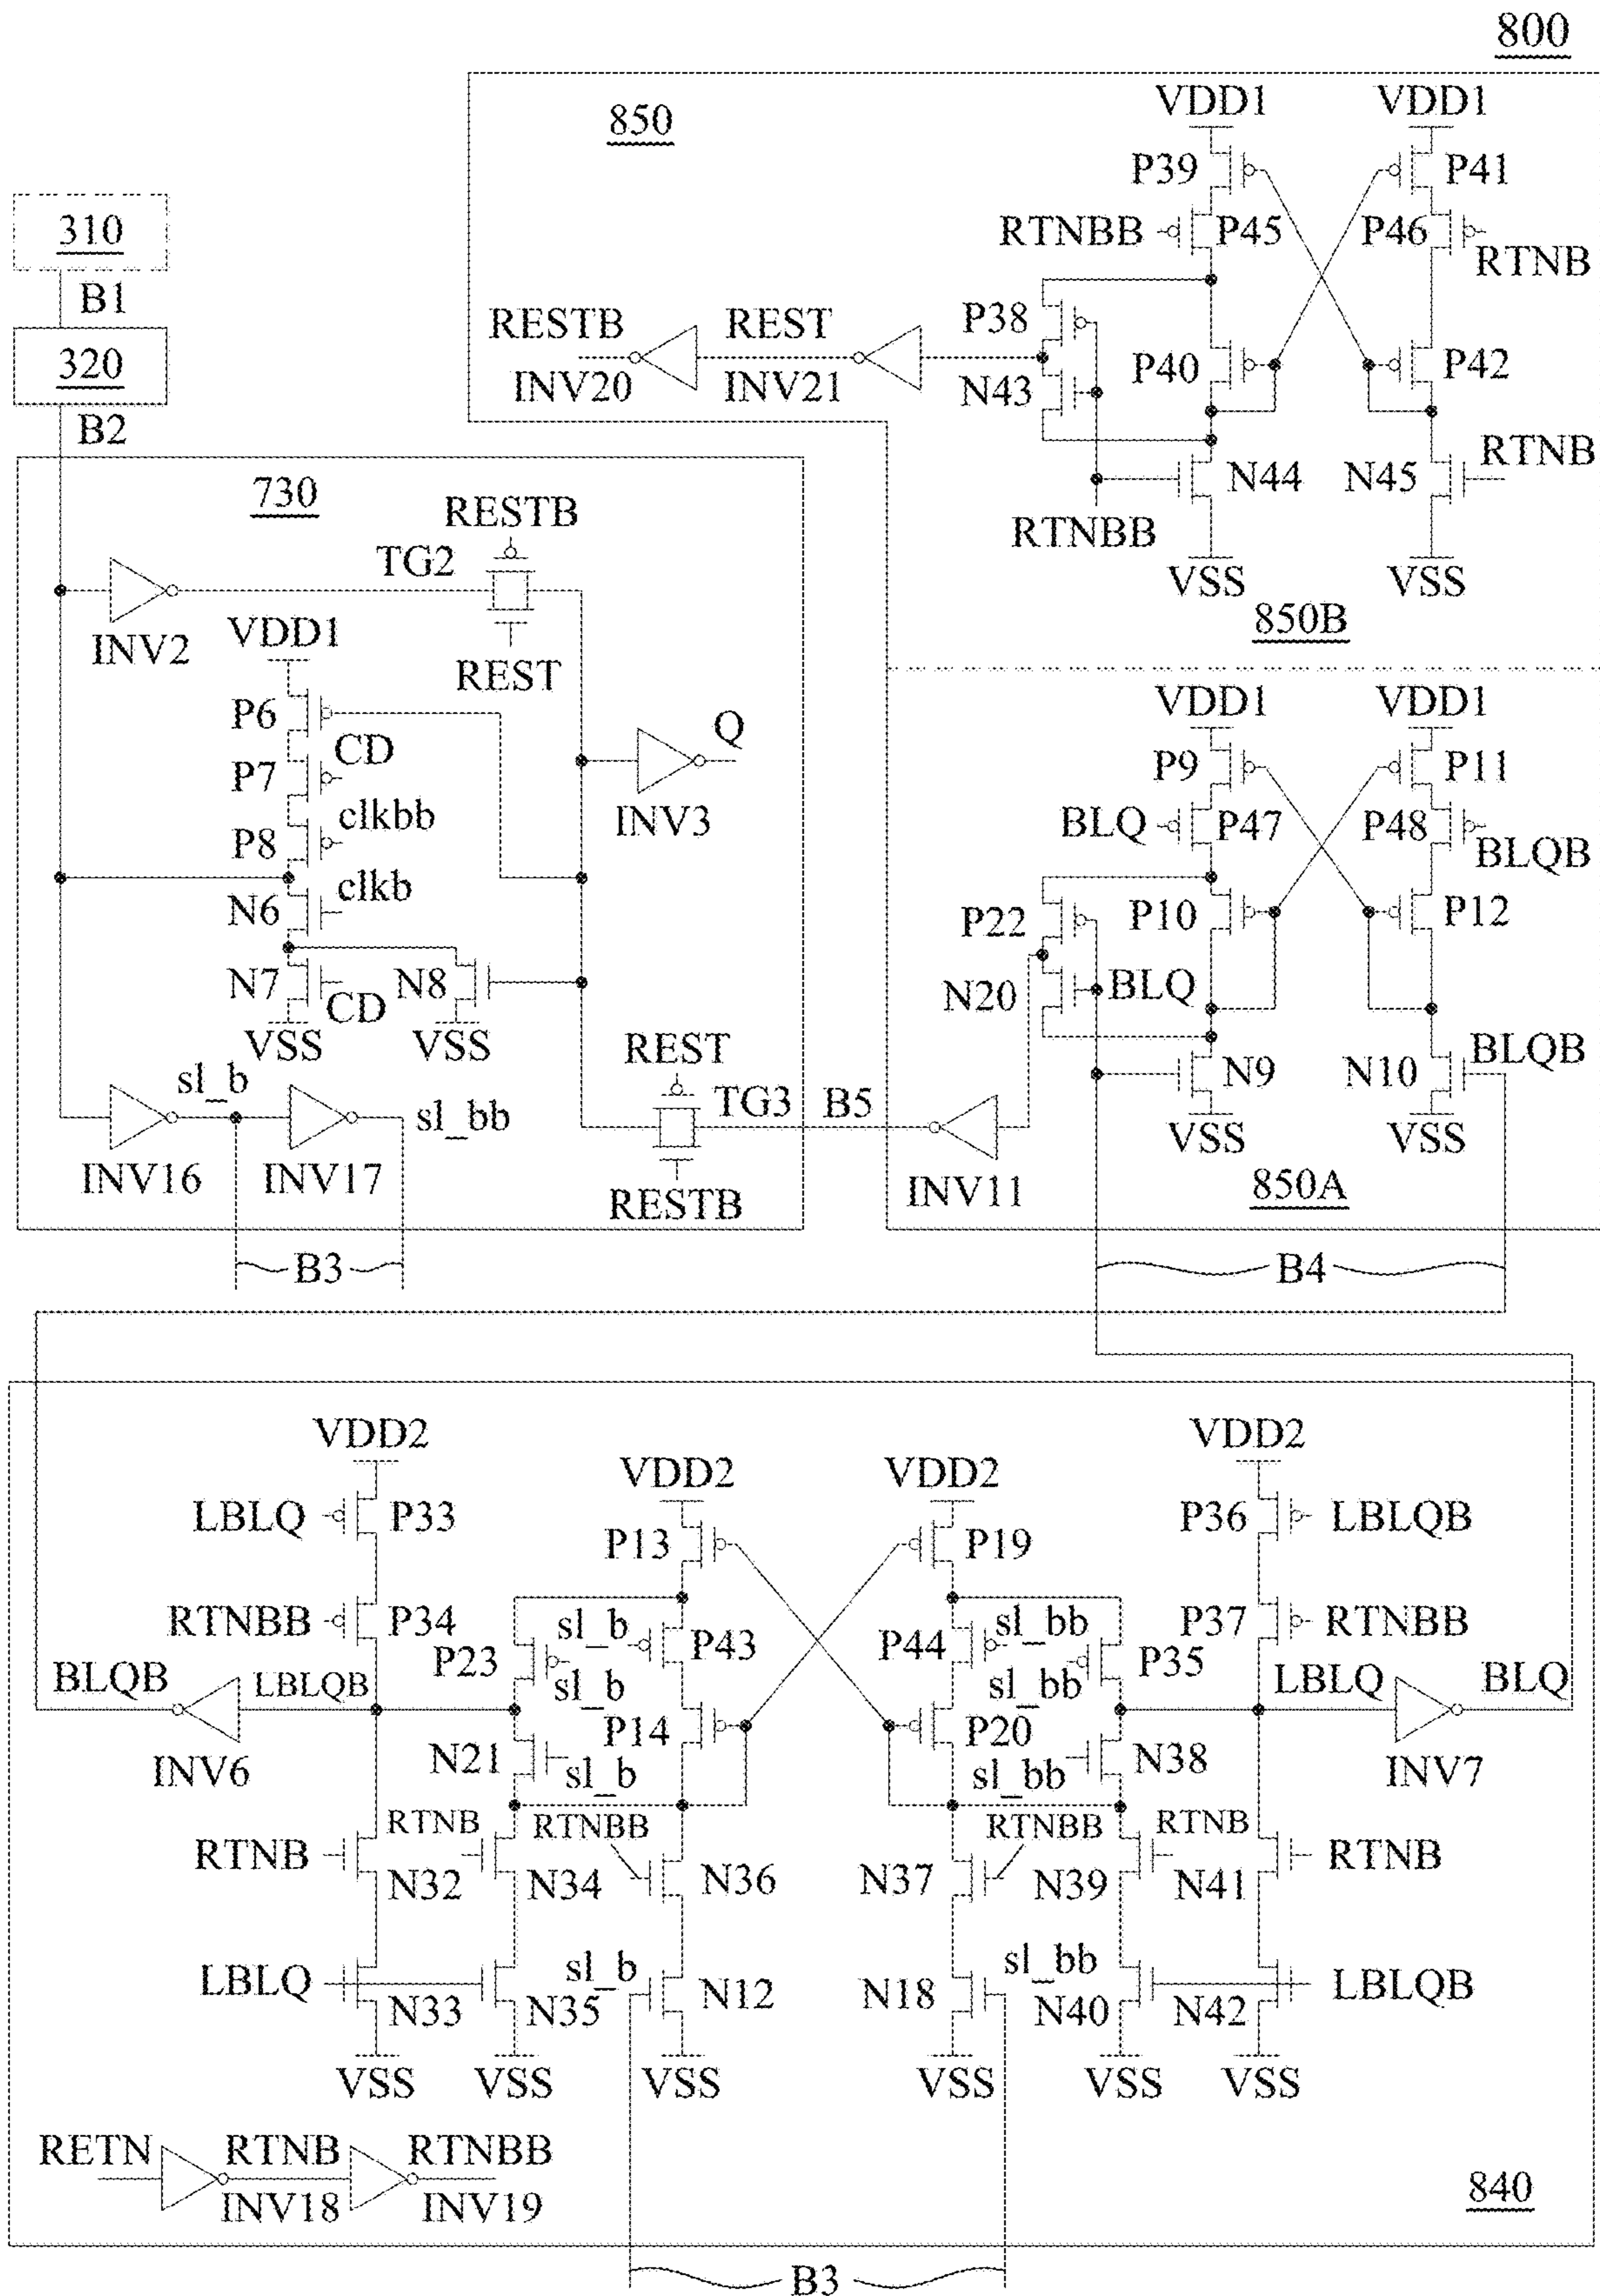 800
850
VDD1 VDD1
P39 P41
RTNBB P45 P46 RTNB
310
B1
320
B2
RESTB REST P38
INV20 INV21 N43 P40 P42
RTNB
N44 N45
RTNBB
VSS VSS
850B
730
RESTB
TG2
INV2
REST
VDD1
P6
CD
P7
clkbb
P8
clkb
N6
N7 CD N8
VSS VSS
Q
INV3
sl_b
sl_bb
INV16 INV17
REST
TG3 B5
RESTB
INV11
B3
VDD1 VDD1
P9 P11
BLQ P47 P48 BLQB
P22 P10 P12
N20 BLQ
N9 N10 BLQB
VSS VSS
850A
B4
VDD2 VDD2 VDD2 VDD2
LBLQ P33 P13 P19 P36 LBLQB
RTNBB P34 P23 sl_b P43 P44 sl_bb P35 P37 RTNBB
BLQB LBLQB sl_b P14 P20 sl_bb LBLQ BLQ
INV6 N21 sl_b sl_bb N38 INV7
RTNB RTNB RTNBB RTNBB RTNB RTNB
N32 N34 N36 N37 N39 N41
LBLQ sl_b sl_bb LBLQB
N33 N35 N12 N18 N40 N42
VSS VSS VSS VSS VSS VSS
RETN RTNB RTNBB
INV18 INV19
840
B3